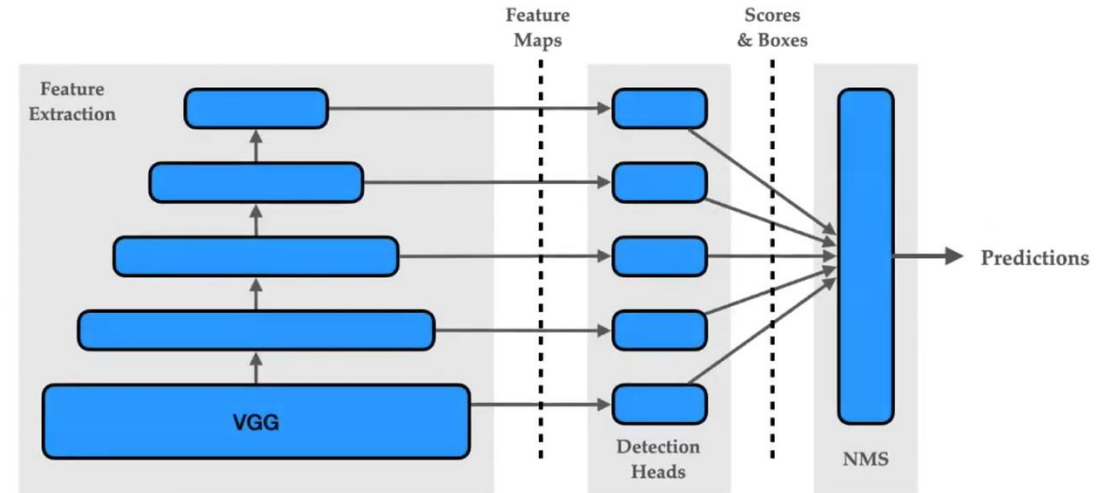 Feature
Maps
Scores
& Boxes
Feature
Extraction
VGG
Predictions
Detection
Heads
NMS